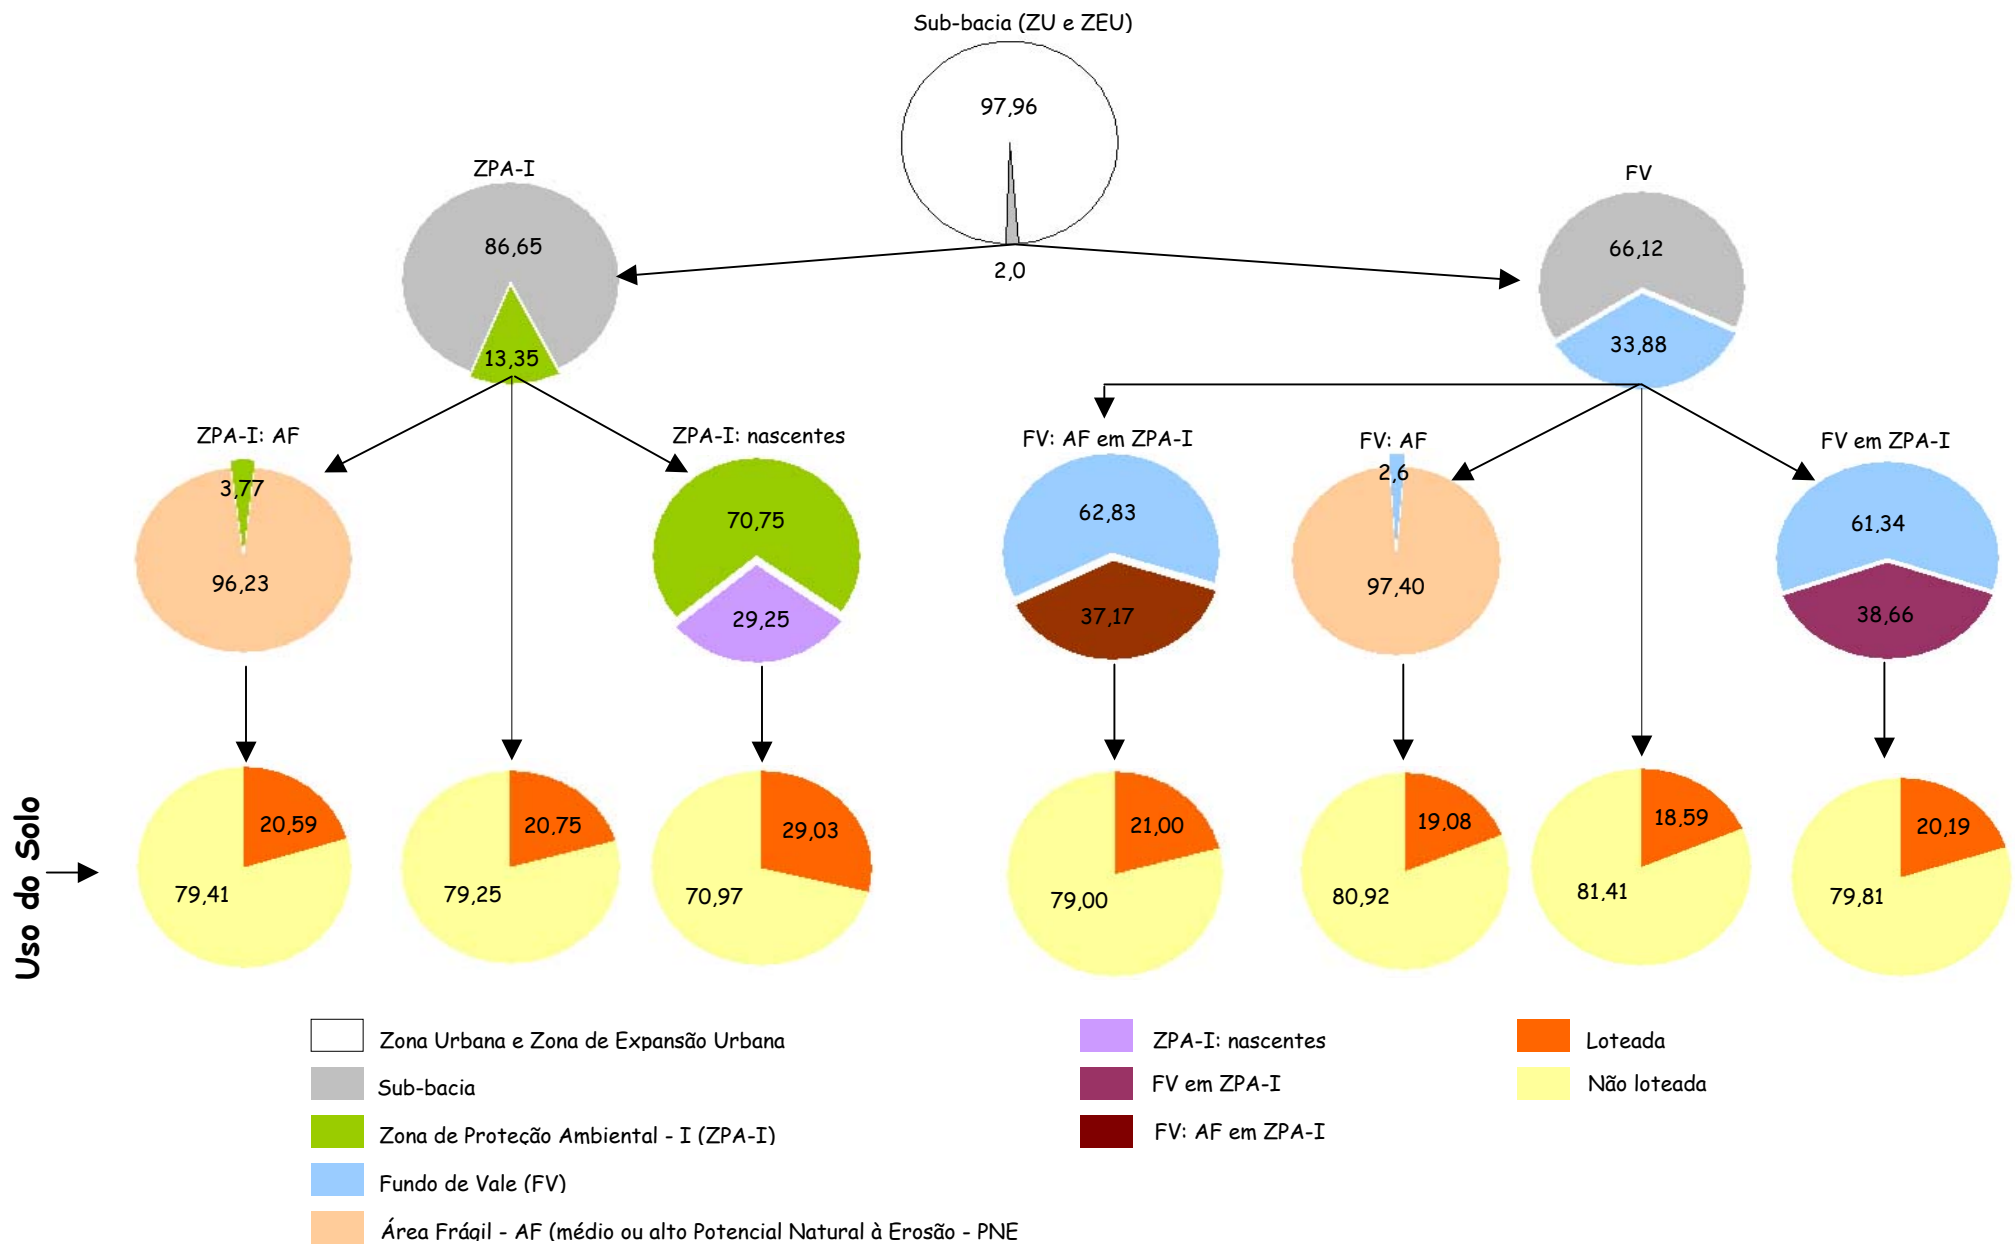 Sub-bacia (ZU e ZEU)
97,96
2,0
ZPA-I
86,65
13,35
FV
66,12
33,88
ZPA-I: AF
3,77
96,23
ZPA-I: nascentes
70,75
29,25
FV: AF em ZPA-I
62,83
37,17
FV: AF
2,6
97,40
FV em ZPA-I
61,34
38,66
Uso do Solo
20,59
79,41
20,75
79,25
29,03
70,97
21,00
79,00
19,08
80,92
18,59
81,41
20,19
79,81
Zona Urbana e Zona de Expansão Urbana
Sub-bacia
Zona de Proteção Ambiental - I (ZPA-I)
Fundo de Vale (FV)
Área Frágil - AF (médio ou alto Potencial Natural à Erosão - PNE
ZPA-I: nascentes
FV em ZPA-I
FV: AF em ZPA-I
Loteada
Não loteada